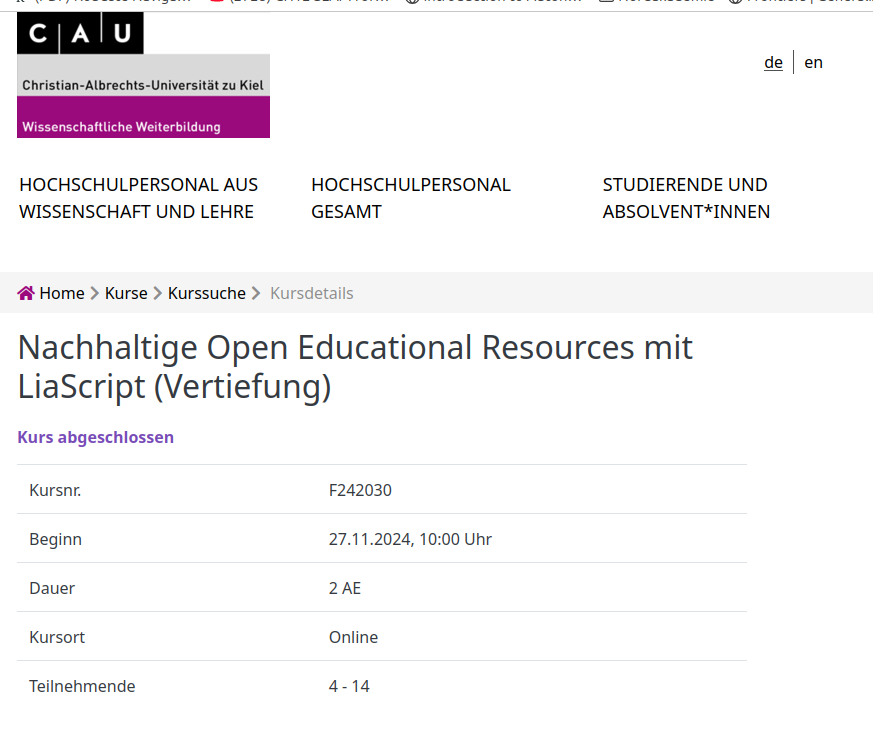 CAU
de | en
Christian-Albrechts-Universität zu Kiel
Wissenschaftliche Weiterbildung
HOCHSCHULPERSONAL AUS
WISSENSCHAFT UND LEHRE
HOCHSCHULPERSONAL
GESAMT
STUDIERENDE UND
ABSOLVENT*INNEN
Home Kurse Kurssuche Kursdetails
Nachhaltige Open Educational Resources mit
LiaScript (Vertiefung)
Kurs abgeschlossen
Kursnr. F242030
Beginn 27.11.2024, 10:00 Uhr
Dauer 2 AE
Kursort Online
Teilnehmende 4 - 14